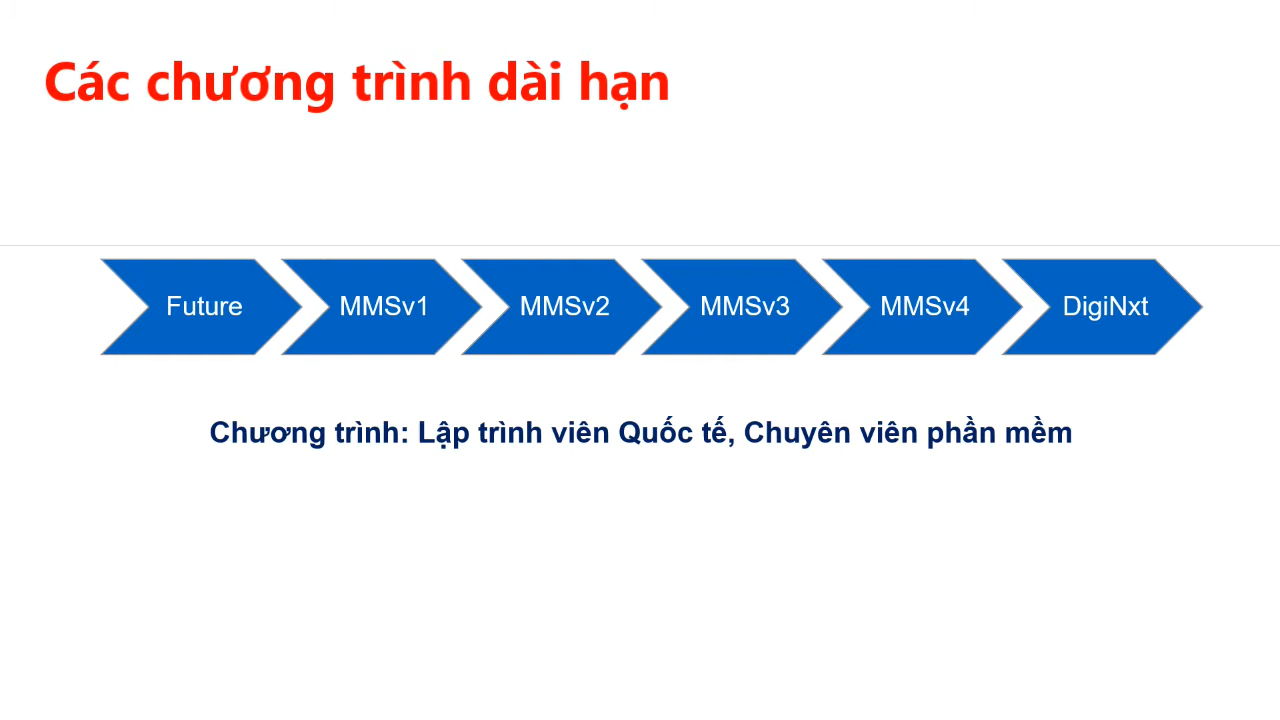 Các chương trình dài hạn
Future MMSv1 MMSv2 MMSv3 MMSv4 DigiNxt
Chương trình: Lập trình viên Quốc tế, Chuyên viên phần mềm